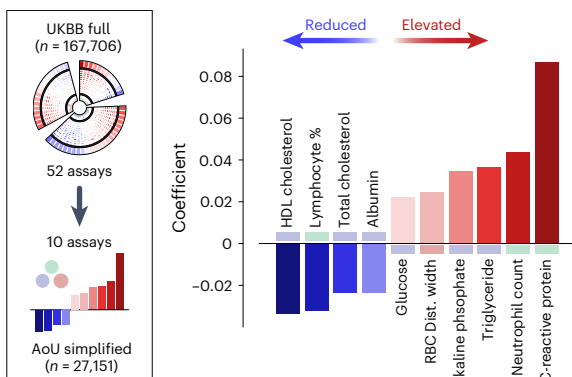 UKBB full
(n = 167,706)
52 assays
10 assays
AoU simplified
(n = 27,151)
Reduced
Elevated
Coefficient
0.08
0.06
0.04
0.02
0
−0.02
HDL cholesterol
Lymphocyte %
Total cholesterol
Albumin
Glucose
RBC Dist. width
kaline phsophate
Triglyceride
Neutrophil count
C-reactive protein